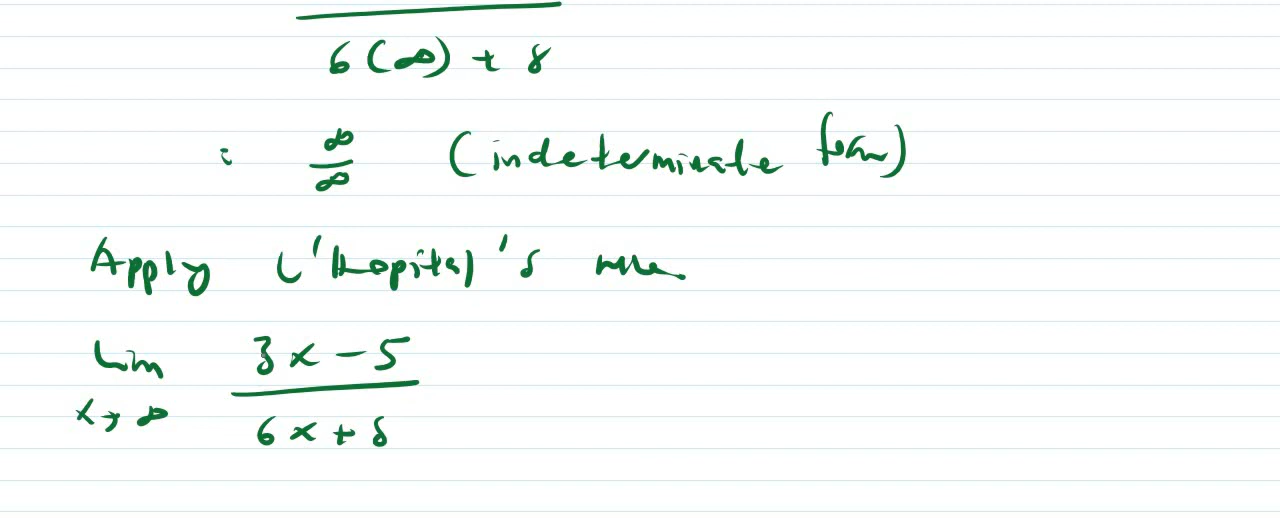 6(∞) + 8
= ∞/∞ (indeterminate form)
Apply L'Hopital's rule
lim x→∞ (3x - 5)/(6x + 8)